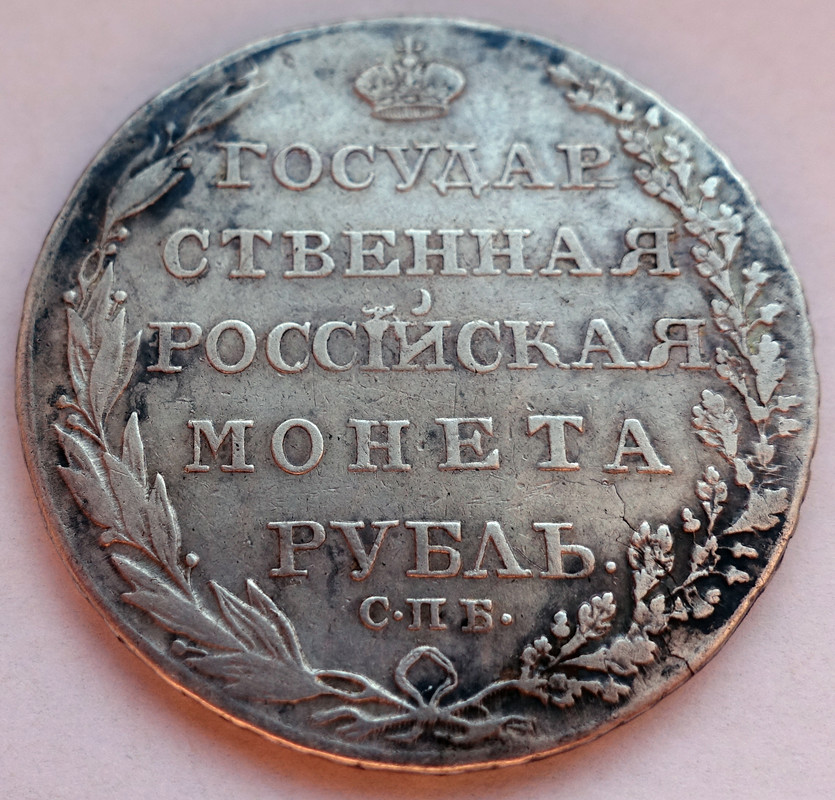 ГОСУДАР
СТВЕННАЯ
РОССІЙСКАЯ
МОНЕТА
РУБЛЬ.
С·П·Б·